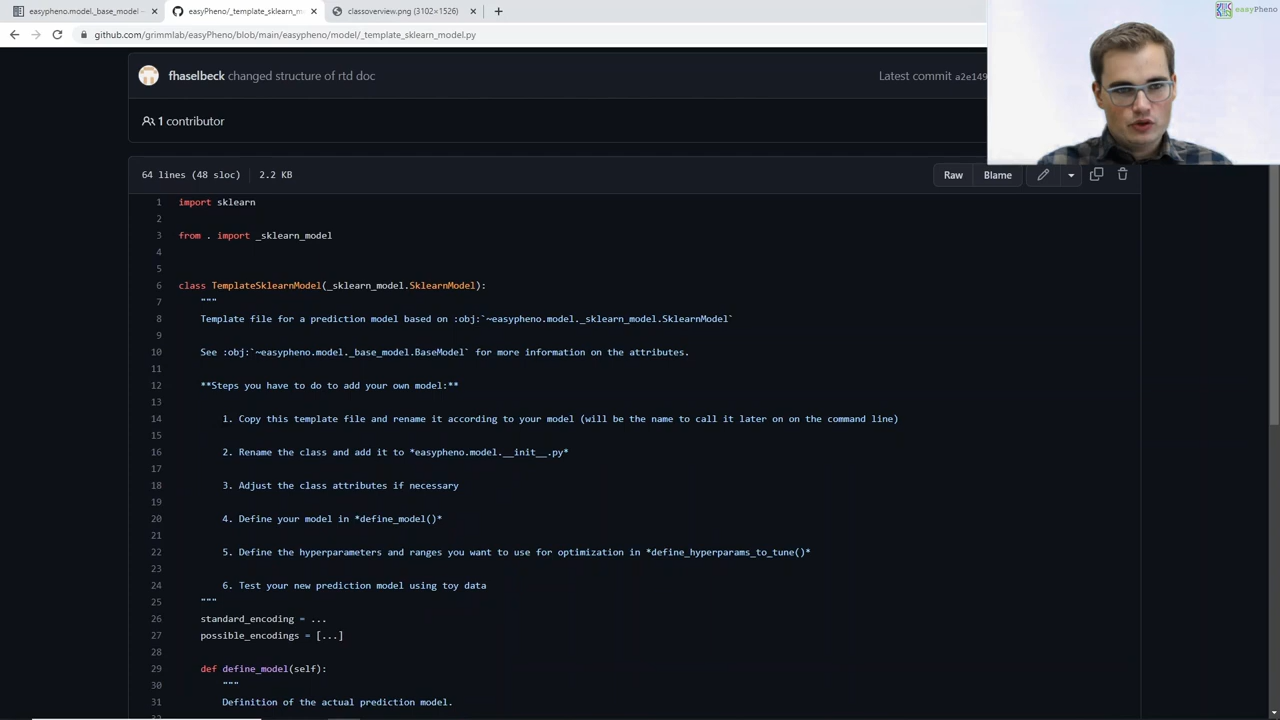 easypheno.model._base_model —
easyPheno/_template_sklearn_m
classoverview.png (3102×1526)
easyPheno
github.com/grimmlab/easyPheno/blob/main/easypheno/model/_template_sklearn_model.py
fhaselbeck changed structure of rtd doc
Latest commit a2e149
1 contributor
64 lines (48 sloc) 2.2 KB
Raw
Blame
1 import sklearn
2
3 from . import _sklearn_model
4
5
6 class TemplateSklearnModel(_sklearn_model.SklearnModel):
7 """
8 Template file for a prediction model based on :obj:`~easypheno.model._sklearn_model.SklearnModel`
9
10 See :obj:`~easypheno.model._base_model.BaseModel` for more information on the attributes.
11
12 **Steps you have to do to add your own model:**
13
14 1. Copy this template file and rename it according to your model (will be the name to call it later on on the command line)
15
16 2. Rename the class and add it to *easypheno.model.__init__.py*
17
18 3. Adjust the class attributes if necessary
19
20 4. Define your model in *define_model()*
21
22 5. Define the hyperparameters and ranges you want to use for optimization in *define_hyperparams_to_tune()*
23
24 6. Test your new prediction model using toy data
25 """
26 standard_encoding = ...
27 possible_encodings = [...]
28
29 def define_model(self):
30 """
31 Definition of the actual prediction model.